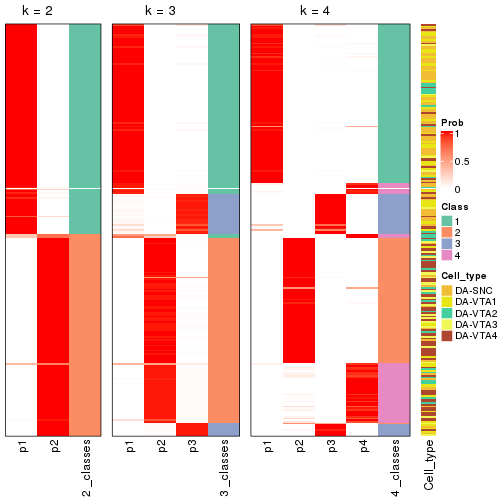 k = 2
k = 3
k = 4
p1
p2
2_classes
p1
p2
p3
3_classes
p1
p2
p3
p4
4_classes
Cell_type
Prob
1
0.5
0
Class
1
2
3
4
Cell_type
DA-SNC
DA-VTA1
DA-VTA2
DA-VTA3
DA-VTA4